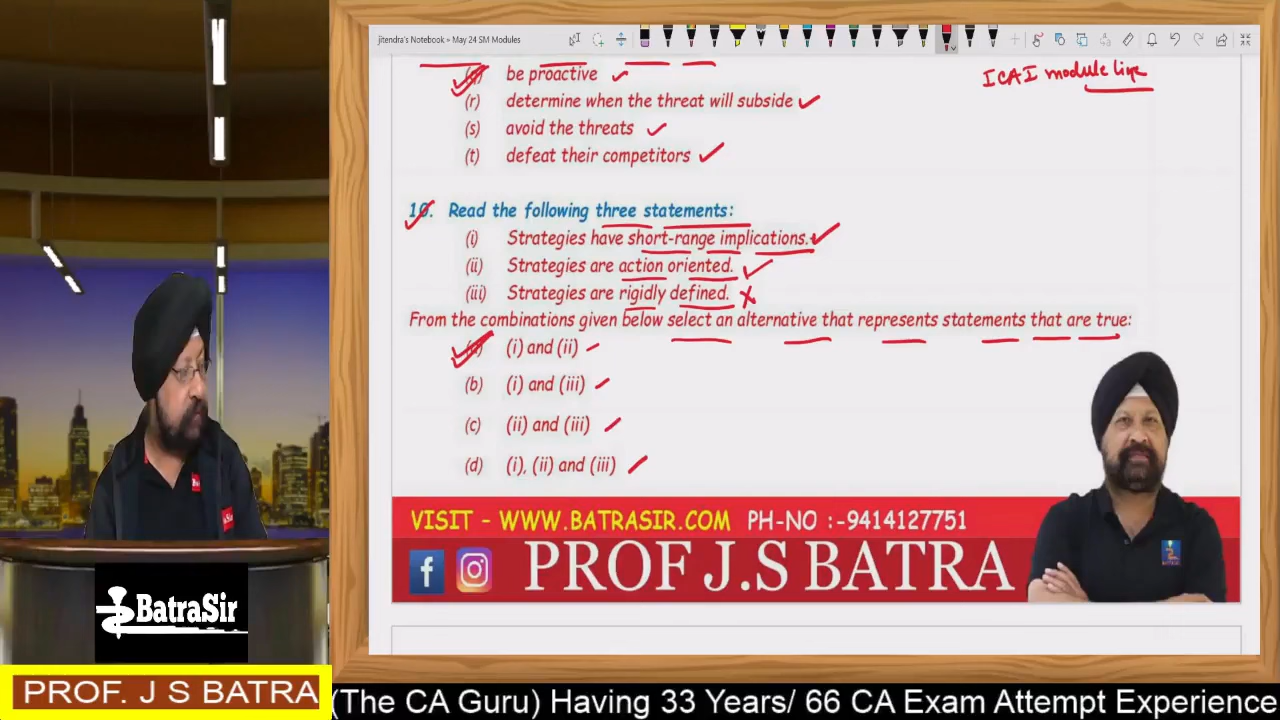 jitendra's Notebook » May 24 SM Modules
be proactive
ICAI module line
(r) determine when the threat will subside
(s) avoid the threats
(t) defeat their competitors
10. Read the following three statements:
(i) Strategies have short-range implications.
(ii) Strategies are action oriented.
(iii) Strategies are rigidly defined.
From the combinations given below select an alternative that represents statements that are true:
(i) and (ii)
(b) (i) and (iii)
(c) (ii) and (iii)
(d) (i), (ii) and (iii)
VISIT - WWW.BATRASIR.COM PH-NO :-9414127751
PROF J.S BATRA
BatraSir
PROF. J S BATRA
(The CA Guru) Having 33 Years/ 66 CA Exam Attempt Experience